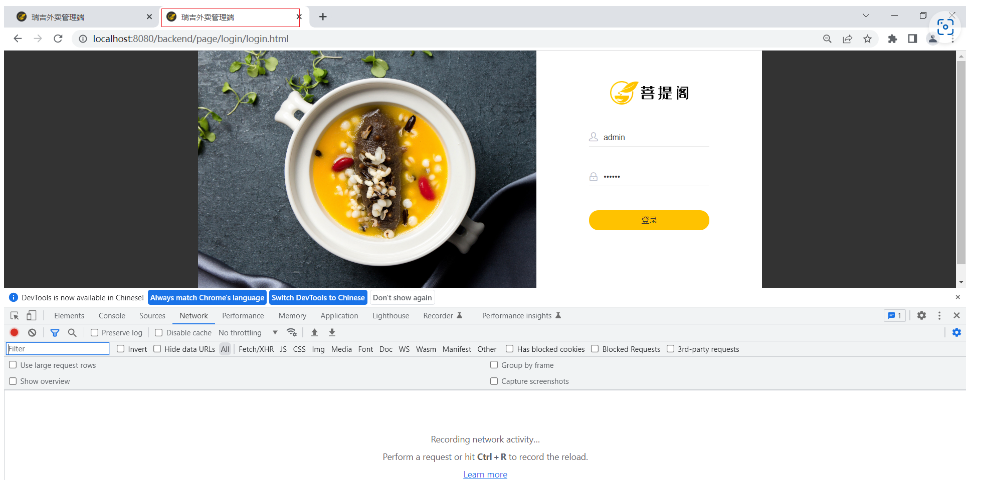 瑞吉外卖管理端
瑞吉外卖管理端
localhost:8080/backend/page/login/login.html
菩提阁
admin
••••••
登录
DevTools is now available in Chinese! Always match Chrome's language Switch DevTools to Chinese Don't show again
Elements Console Sources Network Performance Memory Application Lighthouse Recorder Performance insights 1
Preserve log Disable cache No throttling
Filter Invert Hide data URLs All Fetch/XHR JS CSS Img Media Font Doc WS Wasm Manifest Other Has blocked cookies Blocked Requests 3rd-party requests
Use large request rows Group by frame
Show overview Capture screenshots
Recording network activity...
Perform a request or hit Ctrl + R to record the reload.
Learn more